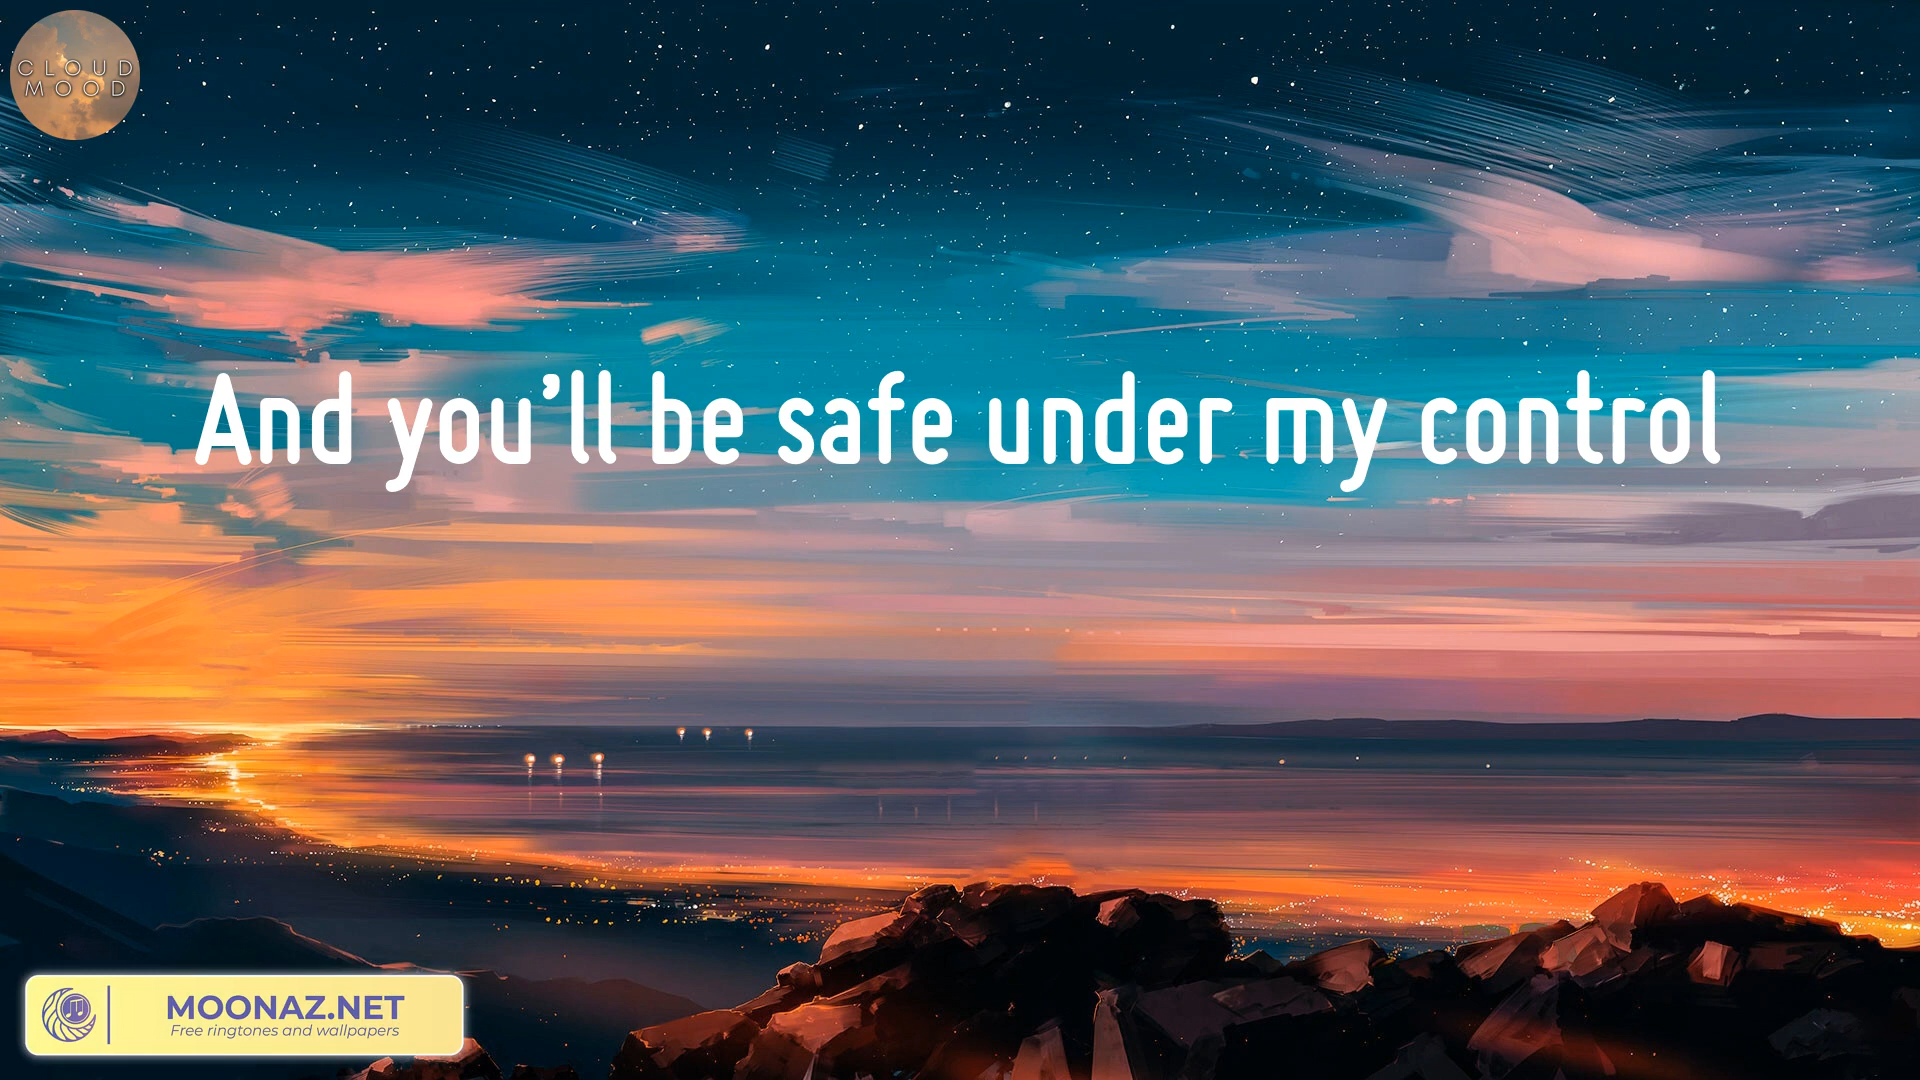 CLOUD
MOOD
And you’ll be safe under my control
MOONAZ.NET
Free ringtones and wallpapers